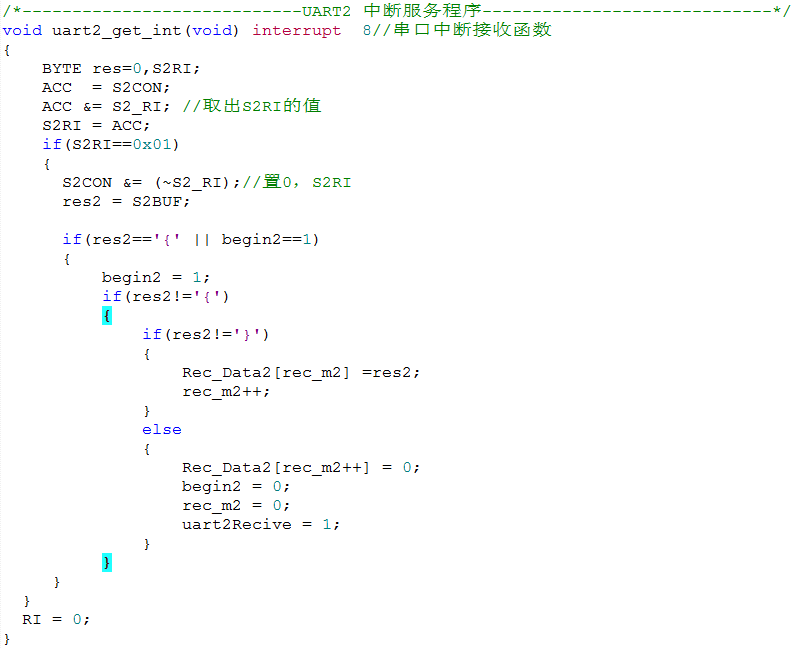 /*----------------------------UART2 中断服务程序-----------------------------*/
void uart2_get_int(void) interrupt  8//串口中断接收函数
{
    BYTE res=0,S2RI;
    ACC  = S2CON;
    ACC &= S2_RI; //取出S2RI的值
    S2RI = ACC;
    if(S2RI==0x01)
    {
      S2CON &= (~S2_RI);//置0，S2RI
      res2 = S2BUF;

      if(res2=='{' || begin2==1)
      {
          begin2 = 1;
          if(res2!='{')
          {
              if(res2!='}')
              {
                  Rec_Data2[rec_m2] =res2;
                  rec_m2++;
              }
              else
              {
                  Rec_Data2[rec_m2++] = 0;
                  begin2 = 0;
                  rec_m2 = 0;
                  uart2Recive = 1;
              }
          }
     }
  }
  RI = 0;
}